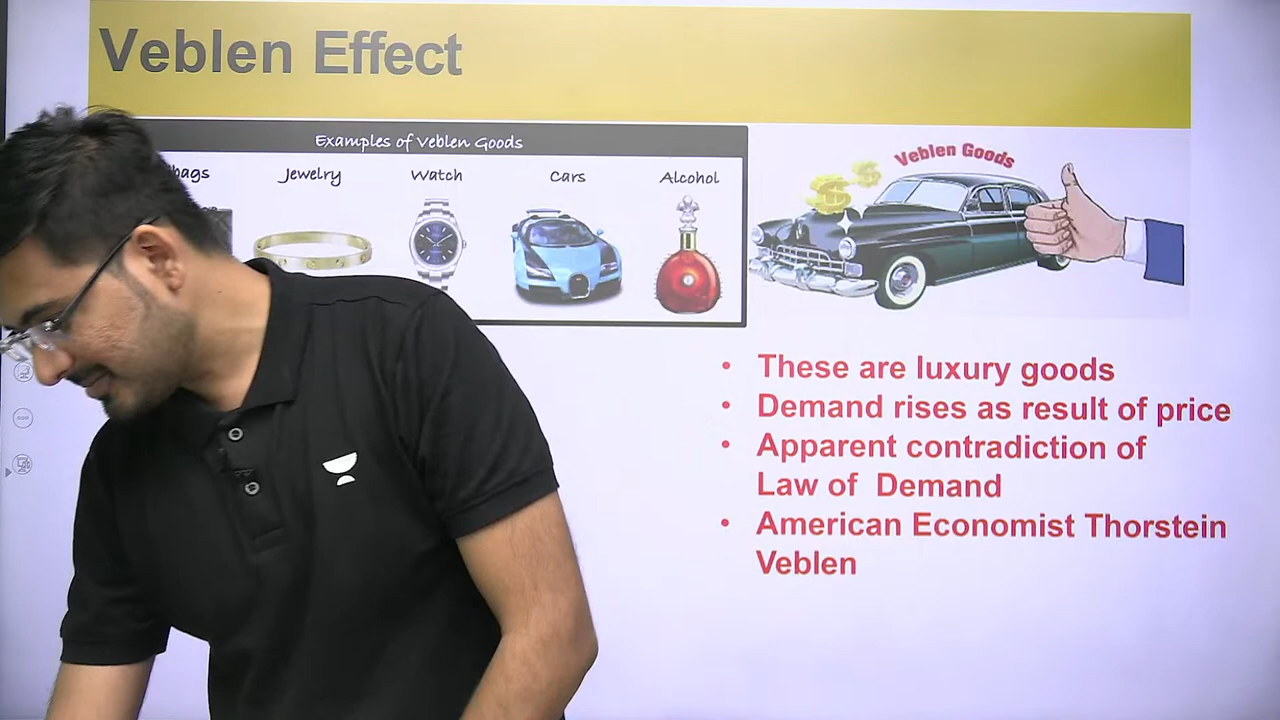 Veblen Effect
Examples of Veblen Goods
bags Jewelry Watch Cars Alcohol
Veblen Goods
• These are luxury goods
• Demand rises as result of price
• Apparent contradiction of
Law of Demand
• American Economist Thorstein
Veblen